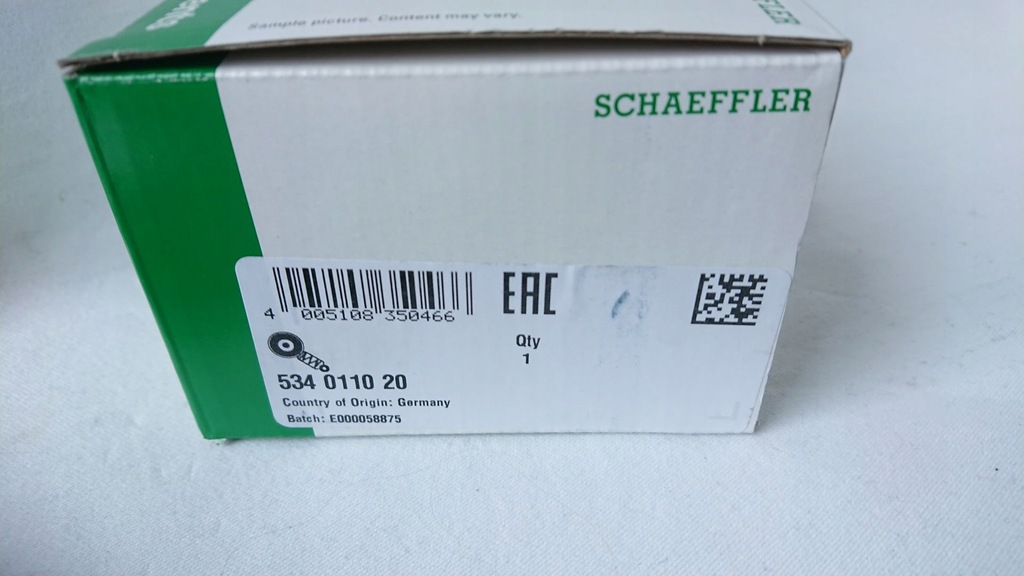 Sample picture. Content may vary.
SCHAEFFLER
4 005108 350466
EAC
Qty
1
534 0110 20
Country of Origin: Germany
Batch: E000058875